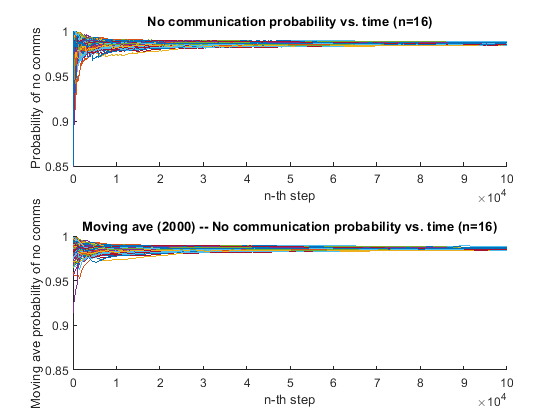 No communication probability vs. time (n=16)
Probability of no comms
1
0.95
0.9
0.85
0 1 2 3 4 5 6 7 8 9 10
n-th step
×10^4
Moving ave (2000) -- No communication probability vs. time (n=16)
Moving ave probability of no comms
1
0.95
0.9
0.85
0 1 2 3 4 5 6 7 8 9 10
n-th step
×10^4